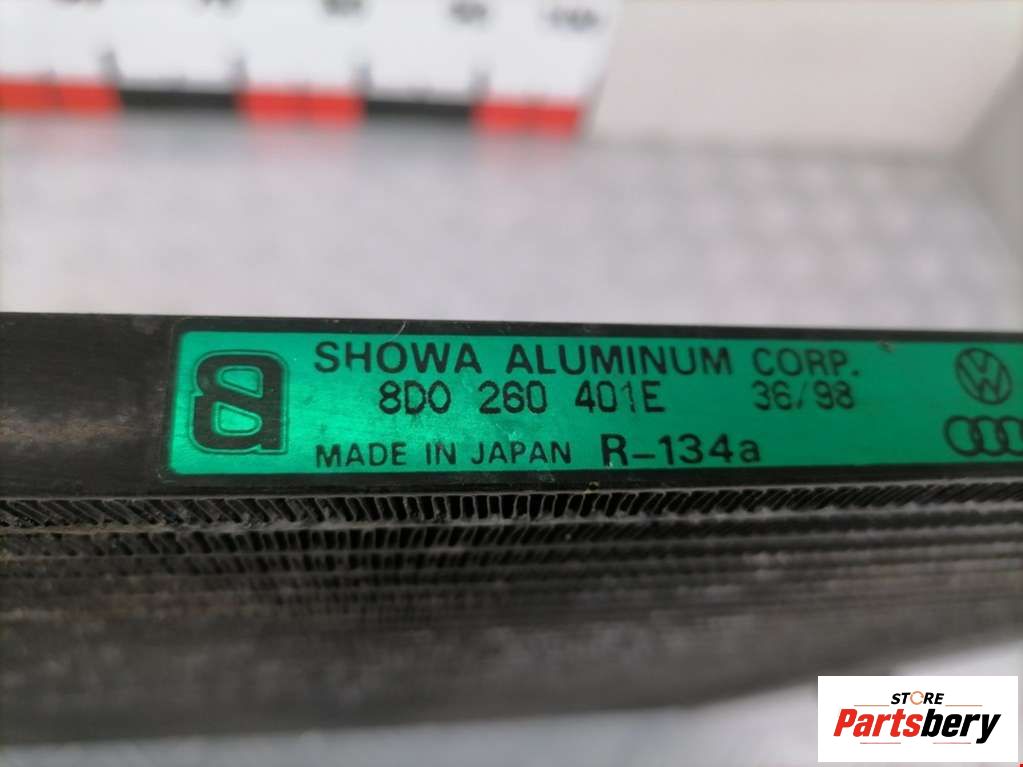 SHOWA ALUMINUM CORP.
8D0 260 401E 36/98
MADE IN JAPAN R-134a
STORE
Partsbery